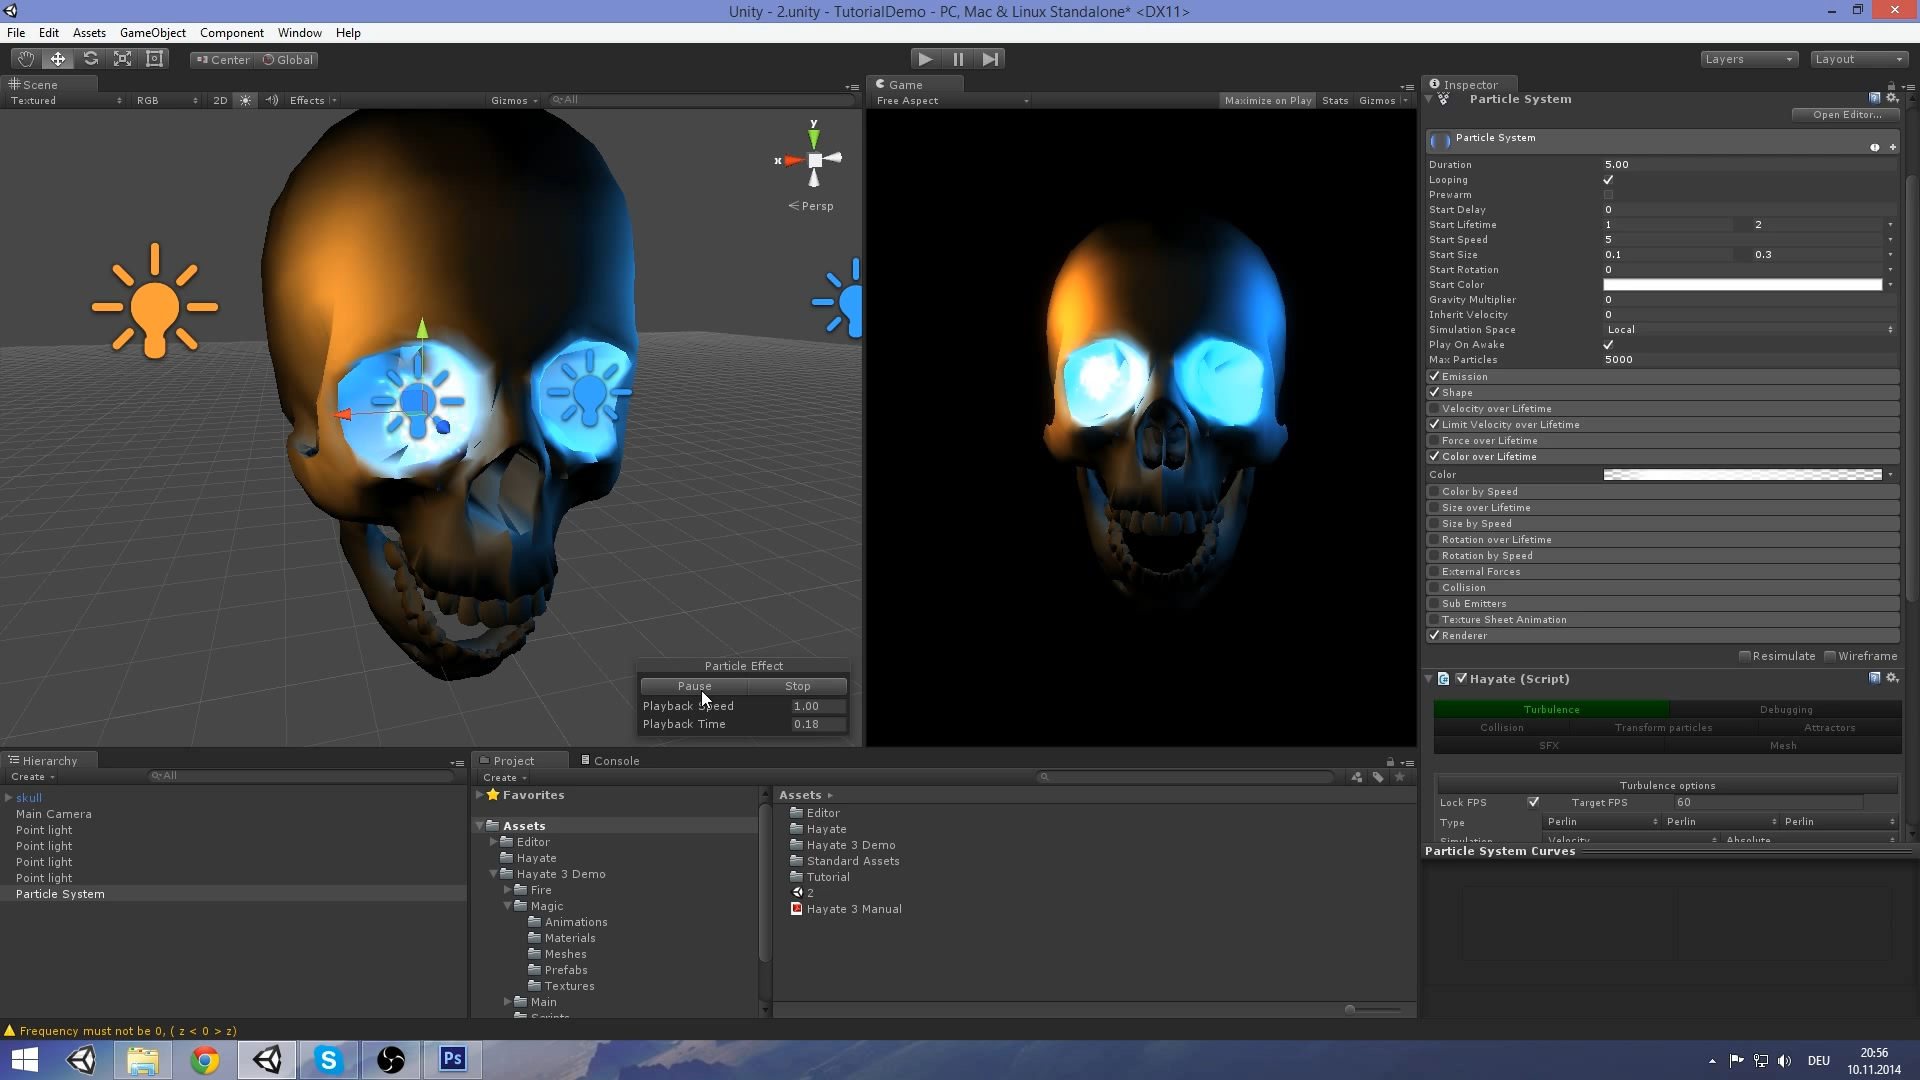 Unity - 2.unity - TutorialDemo - PC, Mac & Linux Standalone* <DX11>
File Edit Assets GameObject Component Window Help
Center Global
Layers Layout
Scene
Textured RGB 2D Effects Gizmos All
y
x
Persp
Particle Effect
Pause Stop
Playback Speed 1.00
Playback Time 0.18
Game
Free Aspect Maximize on Play Stats Gizmos
Inspector
Particle System
Open Editor...
Particle System
Duration 5.00
Looping
Prewarm
Start Delay 0
Start Lifetime 1 2
Start Speed 5
Start Size 0.1 0.3
Start Rotation 0
Start Color
Gravity Multiplier 0
Inherit Velocity 0
Simulation Space Local
Play On Awake
Max Particles 5000
Emission
Shape
Velocity over Lifetime
Limit Velocity over Lifetime
Force over Lifetime
Color over Lifetime
Color
Color by Speed
Size over Lifetime
Size by Speed
Rotation over Lifetime
Rotation by Speed
External Forces
Collision
Sub Emitters
Texture Sheet Animation
Renderer
Resimulate Wireframe
Hayate (Script)
Turbulence Debugging
Collision Transform particles Attractors
SFX Mesh
Turbulence options
Lock FPS Target FPS 60
Type Perlin Perlin Perlin
Simulation Velocity Absolute
Particle System Curves
Hierarchy
Create All
skull
Main Camera
Point light
Point light
Point light
Point light
Particle System
Project Console
Create
Favorites
Assets
Editor
Hayate
Hayate 3 Demo
Fire
Magic
Animations
Materials
Meshes
Prefabs
Textures
Main
Scripts
Assets
Editor
Hayate
Hayate 3 Demo
Standard Assets
Tutorial
2
Hayate 3 Manual
Frequency must not be 0, ( z < 0 > z)
Ps
DEU
20:56
10.11.2014